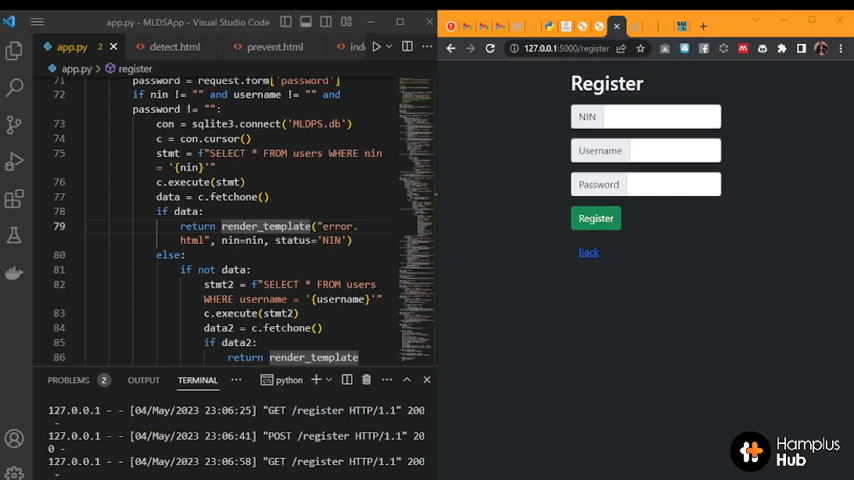 app.py - MLDSApp - Visual Studio Code
app.py 2
detect.html
prevent.html
ind
app.py > register
71 password = request.form['password']
72 if nin != "" and username != "" and
password != "":
73 con = sqlite3.connect('MLDPS.db')
74 c = con.cursor()
75 stmt = f"SELECT * FROM users WHERE nin
= '{nin}'"
76 c.execute(stmt)
77 data = c.fetchone()
78 if data:
79 return render_template("error.
html", nin=nin, status='NIN')
80 else:
81 if not data:
82 stmt2 = f"SELECT * FROM users
WHERE username = '{username}'"
83 c.execute(stmt2)
84 data2 = c.fetchone()
85 if data2:
86 return render_template
PROBLEMS 2 OUTPUT TERMINAL ... python
127.0.0.1 - - [04/May/2023 23:06:25] "GET /register HTTP/1.1" 200
-
127.0.0.1 - - [04/May/2023 23:06:41] "POST /register HTTP/1.1" 20
0 -
127.0.0.1 - - [04/May/2023 23:06:58] "GET /register HTTP/1.1" 200
-
127.0.0.1:5000/register
Register
NIN
Username
Password
Register
Back
Hamplus
Hub